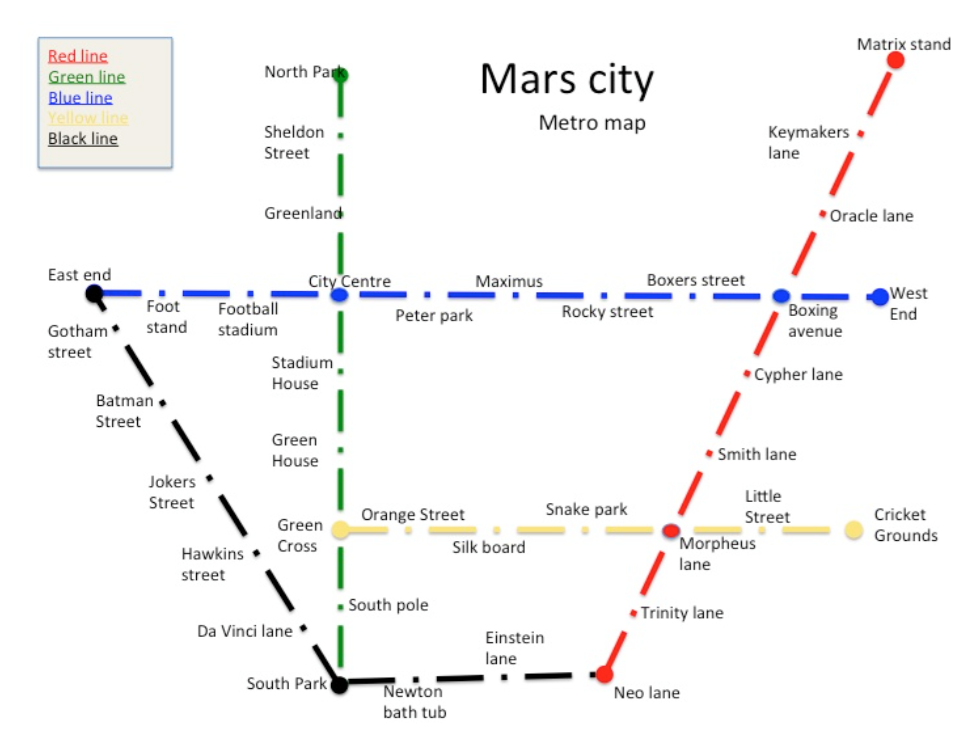 Red line
Green line
Blue line
Yellow line
Black line
Mars city
Metro map
Matrix stand
North Park
Sheldon
Street
Keymakers
lane
Greenland
Oracle lane
East end
City Centre
Maximus
Boxers street
West
End
Foot
stand
Football
stadium
Peter park
Rocky street
Boxing
avenue
Gotham
street
Stadium
House
Cypher lane
Batman
Street
Green
House
Smith lane
Jokers
Street
Orange Street
Snake park
Little
Street
Cricket
Grounds
Green
Cross
Silk board
Morpheus
lane
Hawkins
street
South pole
Trinity lane
Da Vinci lane
Einstein
lane
South Park
Newton
bath tub
Neo lane